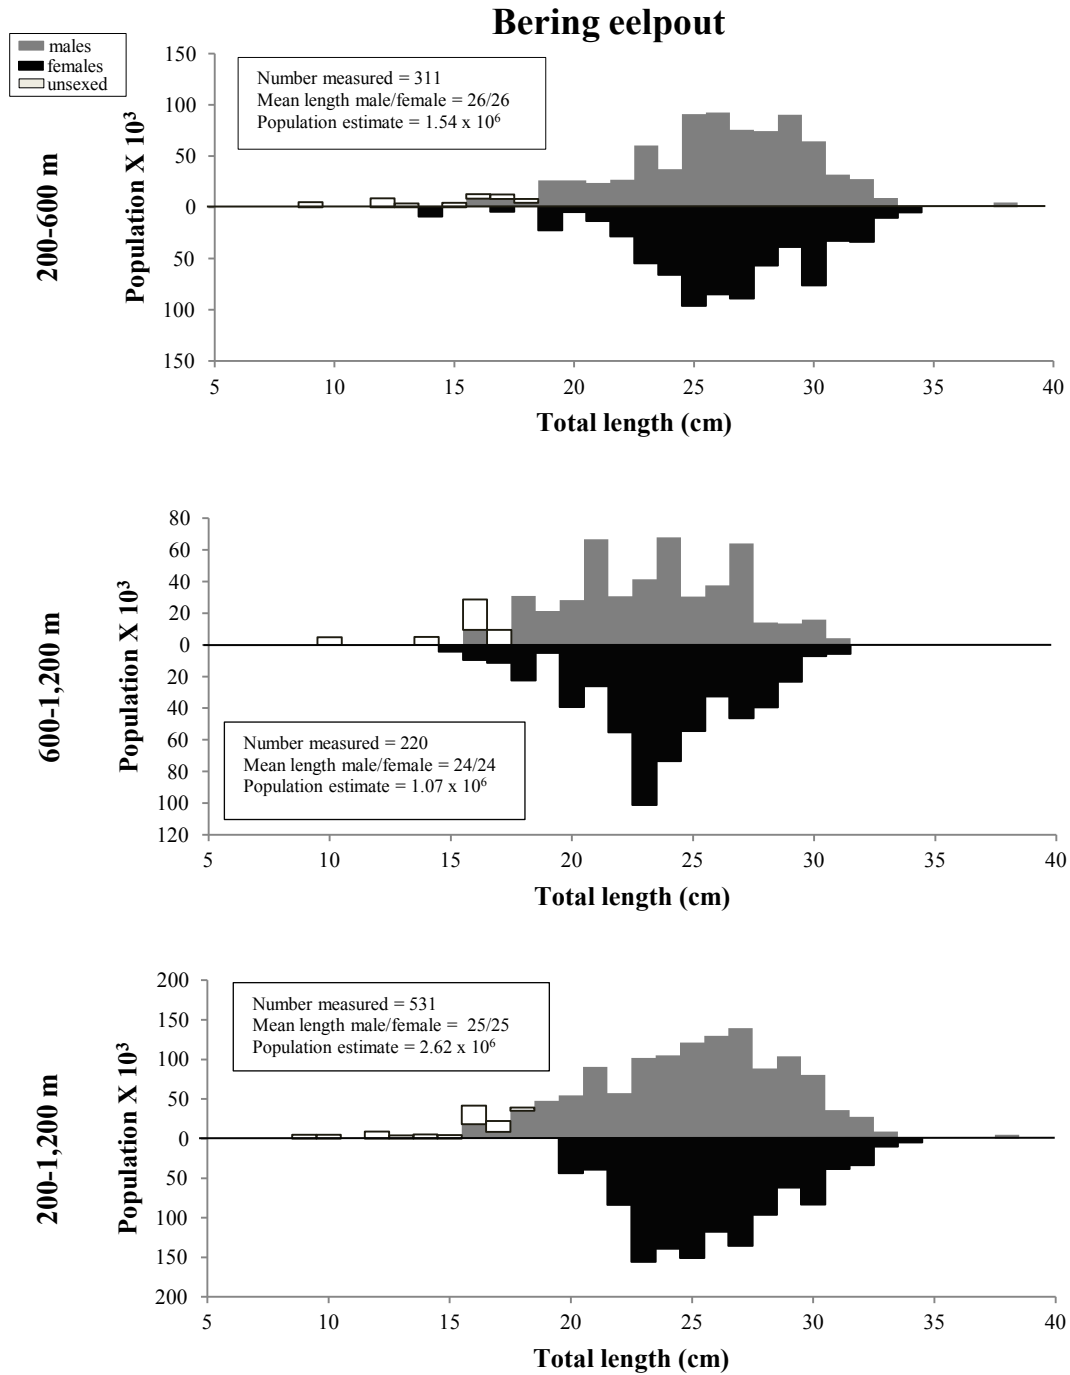 Bering eelpout
males
females
unsexed
200-600 m
Population X 10³
150
100
50
0
50
100
150
Number measured = 311
Mean length male/female = 26/26
Population estimate = 1.54 x 10⁶
5 10 15 20 25 30 35 40
Total length (cm)
600-1,200 m
Population X 10³
80
60
40
20
0
20
40
60
80
100
120
Number measured = 220
Mean length male/female = 24/24
Population estimate = 1.07 x 10⁶
5 10 15 20 25 30 35 40
Total length (cm)
200-1,200 m
Population X 10³
200
150
100
50
0
50
100
150
200
Number measured = 531
Mean length male/female = 25/25
Population estimate = 2.62 x 10⁶
5 10 15 20 25 30 35 40
Total length (cm)